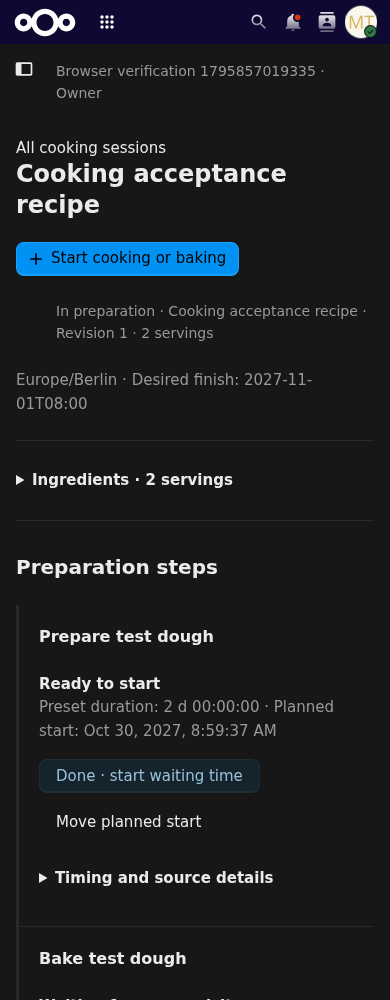 MT
Browser verification 1795857019335 ·
Owner
All cooking sessions
Cooking acceptance
recipe
+ Start cooking or baking
In preparation · Cooking acceptance recipe ·
Revision 1 · 2 servings
Europe/Berlin · Desired finish: 2027-11-
01T08:00
Ingredients · 2 servings
Preparation steps
Prepare test dough
Ready to start
Preset duration: 2 d 00:00:00 · Planned
start: Oct 30, 2027, 8:59:37 AM
Done · start waiting time
Move planned start
Timing and source details
Bake test dough